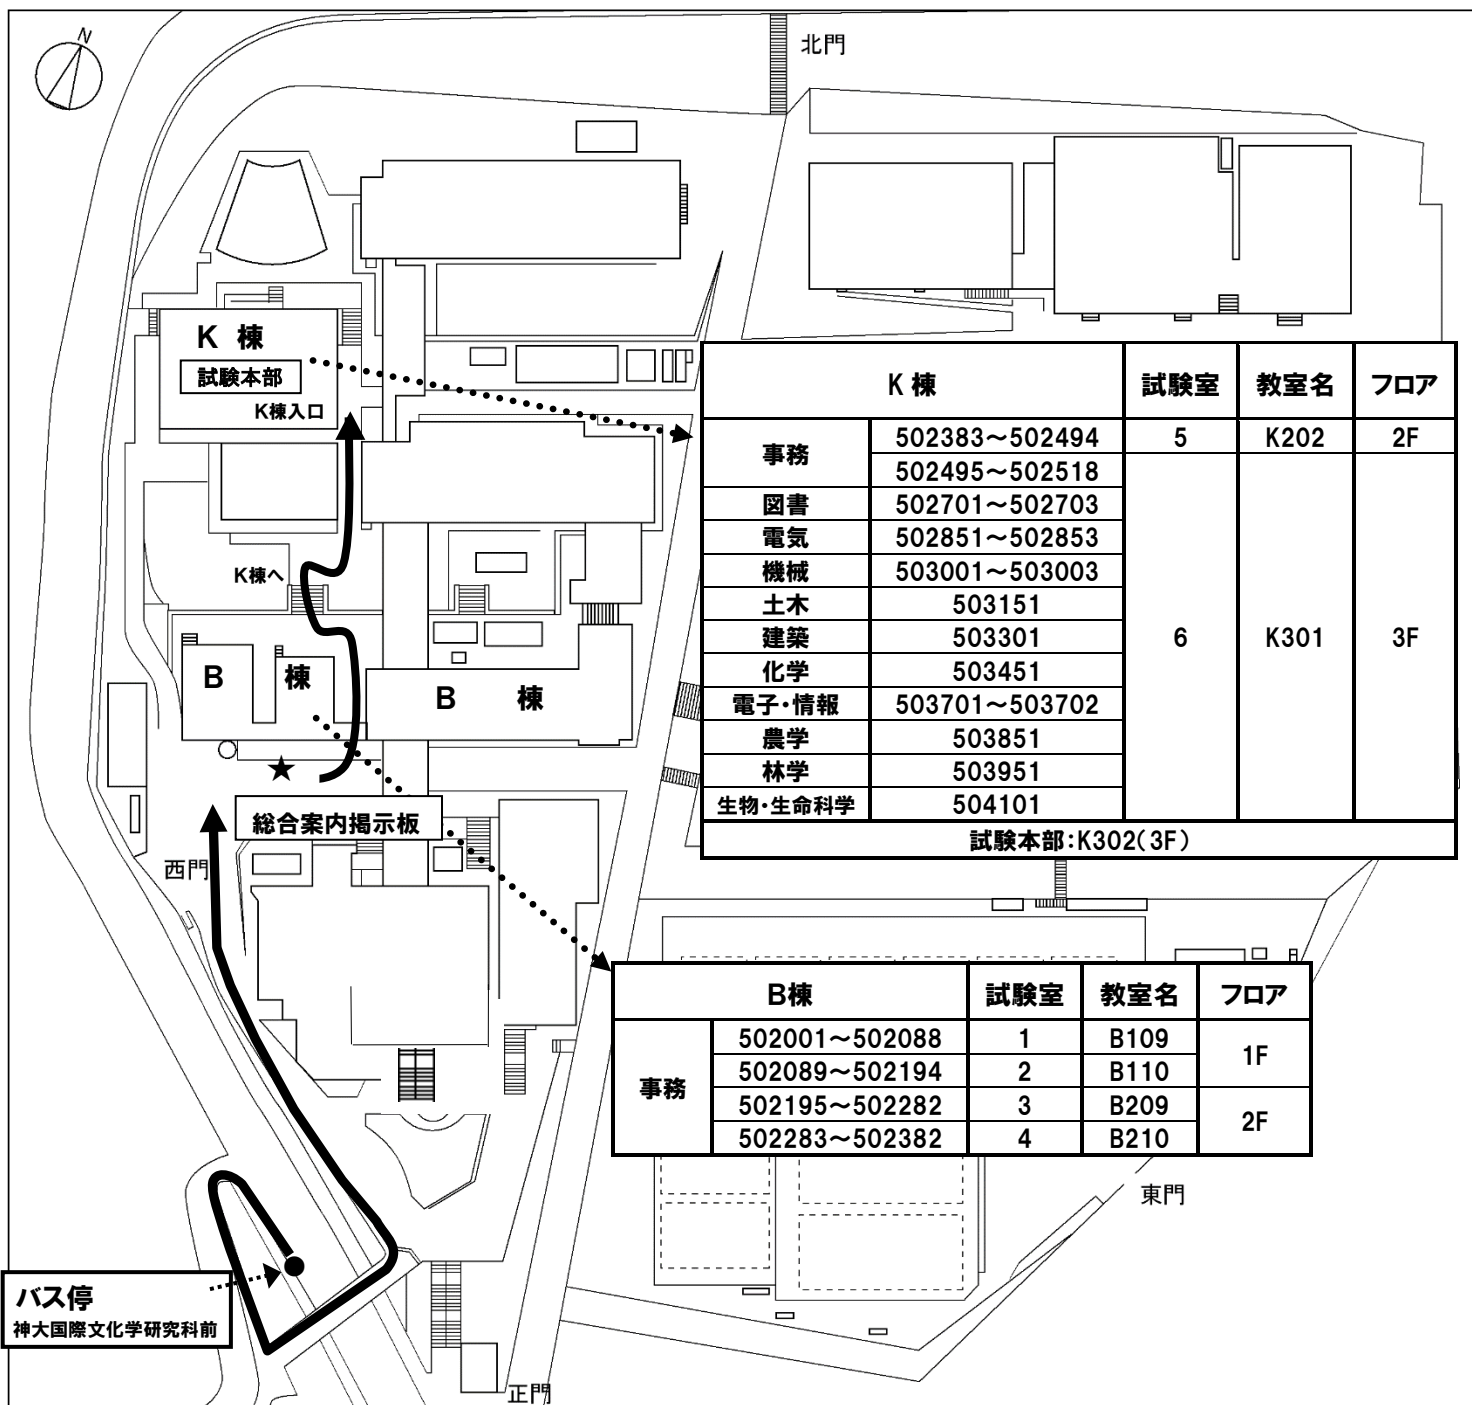 N
北門
K 棟
試験本部
K棟入口
K 棟 試験室 教室名 フロア
事務 502383～502494 5 K202 2F
502495～502518
図書 502701～502703
電気 502851～502853
機械 503001～503003
土木 503151
建築 503301 6 K301 3F
化学 503451
電子・情報 503701～503702
農学 503851
林学 503951
生物・生命科学 504101
試験本部：K302（3F）
K棟へ
B 棟
B 棟
★
総合案内掲示板
西門
B棟 試験室 教室名 フロア
事務 502001～502088 1 B109 1F
502089～502194 2 B110
502195～502282 3 B209 2F
502283～502382 4 B210
東門
バス停
神大国際文化学研究科前
正門